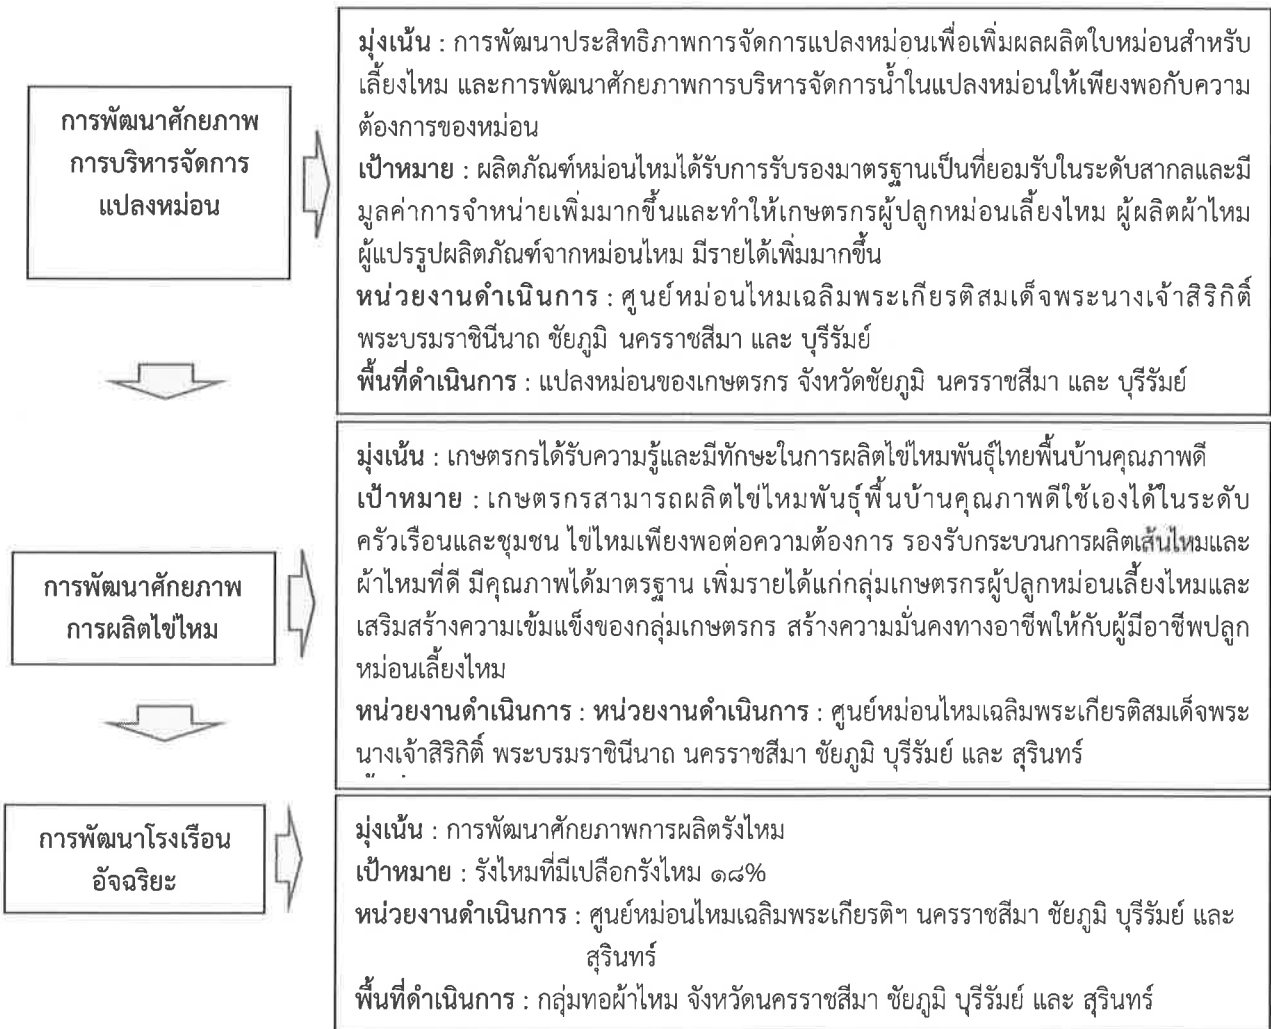 การพัฒนาศักยภาพ
การบริหารจัดการ
แปลงหม่อน
มุ่งเน้น : การพัฒนาประสิทธิภาพการจัดการแปลงหม่อนเพื่อเพิ่มผลผลิตใบหม่อนสำหรับ
เลี้ยงไหม และการพัฒนาศักยภาพการบริหารจัดการน้ำในแปลงหม่อนให้เพียงพอกับความ
ต้องการของหม่อน
เป้าหมาย : ผลิตภัณฑ์หม่อนไหมได้รับการรับรองมาตรฐานเป็นที่ยอมรับในระดับสากลและมี
มูลค่าการจำหน่ายเพิ่มมากขึ้นและทำให้เกษตรกรผู้ปลูกหม่อนเลี้ยงไหม ผู้ผลิตผ้าไหม
ผู้แปรรูปผลิตภัณฑ์จากหม่อนไหม มีรายได้เพิ่มมากขึ้น
หน่วยงานดำเนินการ : ศูนย์หม่อนไหมเฉลิมพระเกียรติสมเด็จพระนางเจ้าสิริกิติ์
พระบรมราชินีนาถ ชัยภูมิ นครราชสีมา และ บุรีรัมย์
พื้นที่ดำเนินการ : แปลงหม่อนของเกษตรกร จังหวัดชัยภูมิ นครราชสีมา และ บุรีรัมย์
การพัฒนาศักยภาพ
การผลิตไข่ไหม
มุ่งเน้น : เกษตรกรได้รับความรู้และมีทักษะในการผลิตไข่ไหมพันธุ์ไทยพื้นบ้านคุณภาพดี
เป้าหมาย : เกษตรกรสามารถผลิตไข่ไหมพันธุ์พื้นบ้านคุณภาพดีใช้เองได้ในระดับ
ครัวเรือนและชุมชน ไข่ไหมเพียงพอต่อความต้องการ รองรับกระบวนการผลิตเส้นไหมและ
ผ้าไหมที่ดี มีคุณภาพได้มาตรฐาน เพิ่มรายได้แก่กลุ่มเกษตรกรผู้ปลูกหม่อนเลี้ยงไหมและ
เสริมสร้างความเข้มแข็งของกลุ่มเกษตรกร สร้างความมั่นคงทางอาชีพให้กับผู้มีอาชีพปลูก
หม่อนเลี้ยงไหม
หน่วยงานดำเนินการ : หน่วยงานดำเนินการ : ศูนย์หม่อนไหมเฉลิมพระเกียรติสมเด็จพระ
นางเจ้าสิริกิติ์ พระบรมราชินีนาถ นครราชสีมา ชัยภูมิ บุรีรัมย์ และ สุรินทร์
การพัฒนาโรงเรือน
อัจฉริยะ
มุ่งเน้น : การพัฒนาศักยภาพการผลิตรังไหม
เป้าหมาย : รังไหมที่มีเปลือกรังไหม ๑๘%
หน่วยงานดำเนินการ : ศูนย์หม่อนไหมเฉลิมพระเกียรติฯ นครราชสีมา ชัยภูมิ บุรีรัมย์ และ
สุรินทร์
พื้นที่ดำเนินการ : กลุ่มทอผ้าไหม จังหวัดนครราชสีมา ชัยภูมิ บุรีรัมย์ และ สุรินทร์